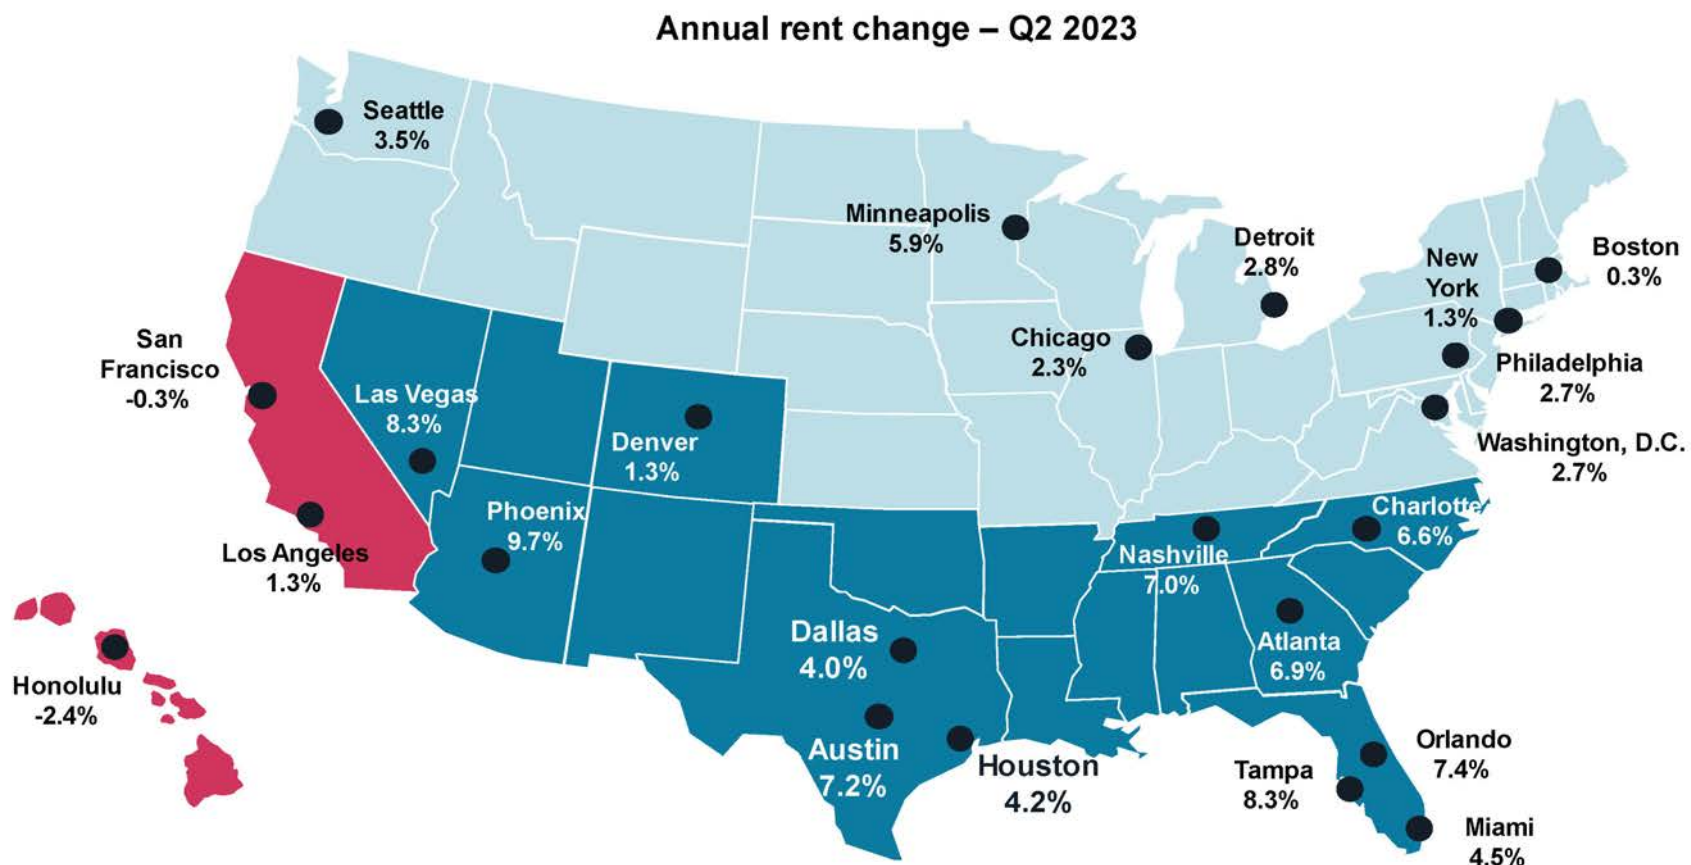 Annual rent change – Q2 2023
Seattle
3.5%
Minneapolis
5.9%
Detroit
2.8%
New
York
1.3%
Boston
0.3%
San
Francisco
-0.3%
Chicago
2.3%
Philadelphia
2.7%
Las Vegas
8.3%
Denver
1.3%
Washington, D.C.
2.7%
Phoenix
9.7%
Charlotte
6.6%
Los Angeles
1.3%
Nashville
7.0%
Dallas
4.0%
Atlanta
6.9%
Honolulu
-2.4%
Austin
7.2%
Houston
4.2%
Orlando
7.4%
Tampa
8.3%
Miami
4.5%